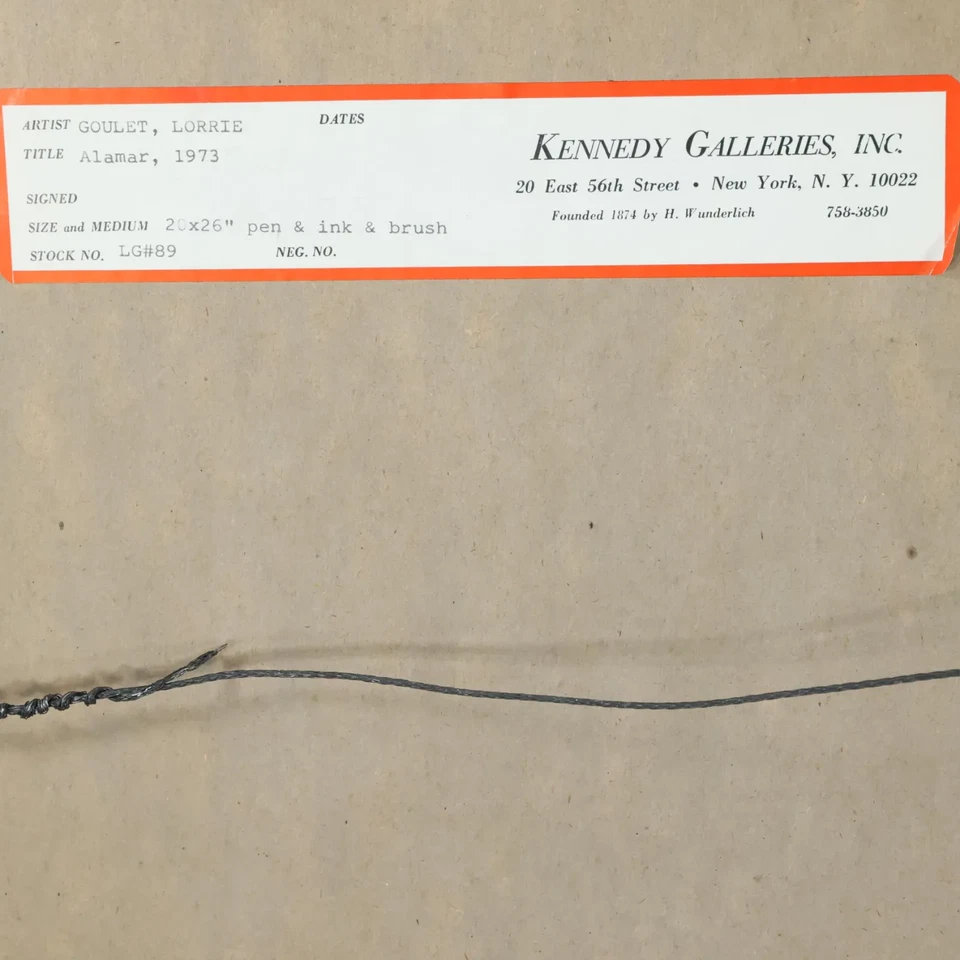 ARTIST GOULET, LORRIE DATES
TITLE Alamar, 1973
SIGNED
SIZE and MEDIUM 20x26" pen & ink & brush
STOCK NO. LG#89 NEG. NO.
KENNEDY GALLERIES, INC.
20 East 56th Street • New York, N. Y. 10022
Founded 1874 by H. Wunderlich 758-3850